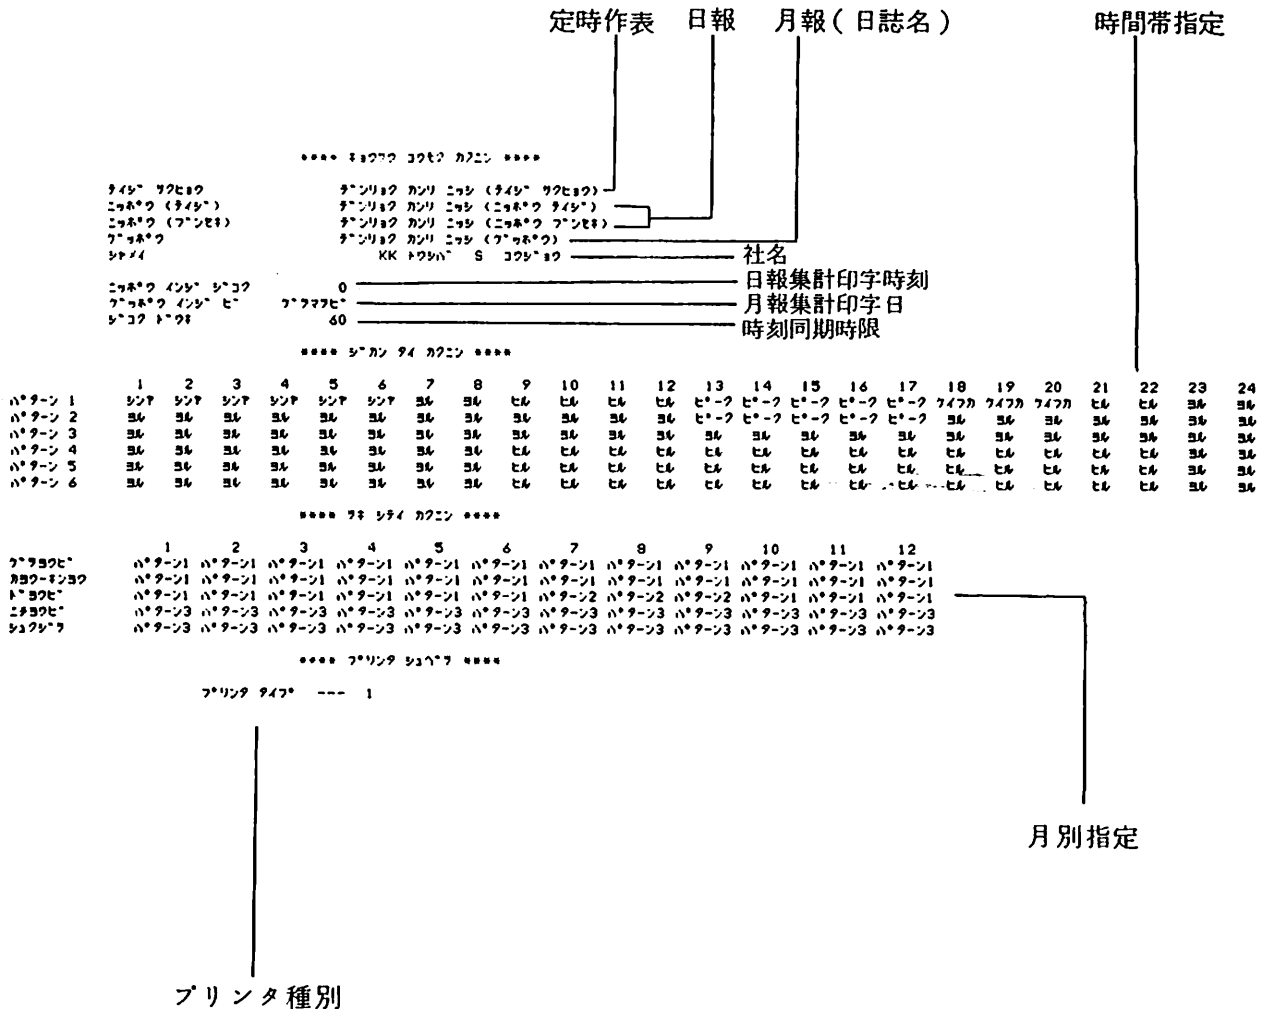 定時作表 日報 月報(日誌名) 時間帯指定
**** キョウツウ コウモク カクニン ****
テイジ サクヒョウ デンリョク カンリ ニッシ (テイジ サクヒョウ)
ニッポウ (テイジ) デンリョク カンリ ニッシ (ニッポウ テイジ)
ニッポウ (ブンセキ) デンリョク カンリ ニッシ (ニッポウ ブンセキ)
ゲッポウ デンリョク カンリ ニッシ (ゲッポウ)
シャメイ KK トウシバ S コウジョウ 社名
ニッポウ インジ ジコク 0 日報集計印字時刻
ゲッポウ インジ ビ ゲツマツビ 月報集計印字日
ジコク ドウキ 60 時刻同期時限
**** ジカン タイ カクニン ****
1 2 3 4 5 6 7 8 9 10 11 12 13 14 15 16 17 18 19 20 21 22 23 24
パターン 1 シンヤ シンヤ シンヤ シンヤ シンヤ シンヤ ヨル ヨル ヒル ヒル ヒル ヒル ピーク ピーク ピーク ピーク ピーク ケイフカ ケイフカ ケイフカ ヒル ヒル ヨル ヨル
パターン 2 ヨル ヨル ヨル ヨル ヨル ヨル ヨル ヨル ヨル ヨル ヨル ヨル ピーク ピーク ピーク ピーク ピーク ヨル ヨル ヨル ヨル ヨル ヨル ヨル
パターン 3 ヨル ヨル ヨル ヨル ヨル ヨル ヨル ヨル ヨル ヨル ヨル ヨル ヨル ヨル ヨル ヨル ヨル ヨル ヨル ヨル ヨル ヨル ヨル ヨル
パターン 4 ヨル ヨル ヨル ヨル ヨル ヨル ヨル ヨル ヒル ヒル ヒル ヒル ヒル ヒル ヒル ヒル ヒル ヒル ヒル ヒル ヒル ヒル ヨル ヨル
パターン 5 ヨル ヨル ヨル ヨル ヨル ヨル ヨル ヨル ヒル ヒル ヒル ヒル ヒル ヒル ヒル ヒル ヒル ヒル ヒル ヒル ヒル ヒル ヨル ヨル
パターン 6 ヨル ヨル ヨル ヨル ヨル ヨル ヨル ヨル ヒル ヒル ヒル ヒル ヒル ヒル ヒル ヒル ヒル ヒル ヒル ヒル ヒル ヒル ヨル ヨル
**** ツキ シテイ カクニン ****
1 2 3 4 5 6 7 8 9 10 11 12
ゲツヨウビ パターン1 パターン1 パターン1 パターン1 パターン1 パターン1 パターン1 パターン1 パターン1 パターン1 パターン1 パターン1
カヨウーキンヨウ パターン1 パターン1 パターン1 パターン1 パターン1 パターン1 パターン1 パターン1 パターン1 パターン1 パターン1 パターン1
ドヨウビ パターン1 パターン1 パターン1 パターン1 パターン1 パターン1 パターン2 パターン2 パターン2 パターン1 パターン1 パターン1
ニチヨウビ パターン3 パターン3 パターン3 パターン3 パターン3 パターン3 パターン3 パターン3 パターン3 パターン3 パターン3 パターン3
シュクジツ パターン3 パターン3 パターン3 パターン3 パターン3 パターン3 パターン3 パターン3 パターン3 パターン3 パターン3 パターン3
**** プリンタ シュベツ ****
プリンタ タイプ --- 1
月別指定
プリンタ種別